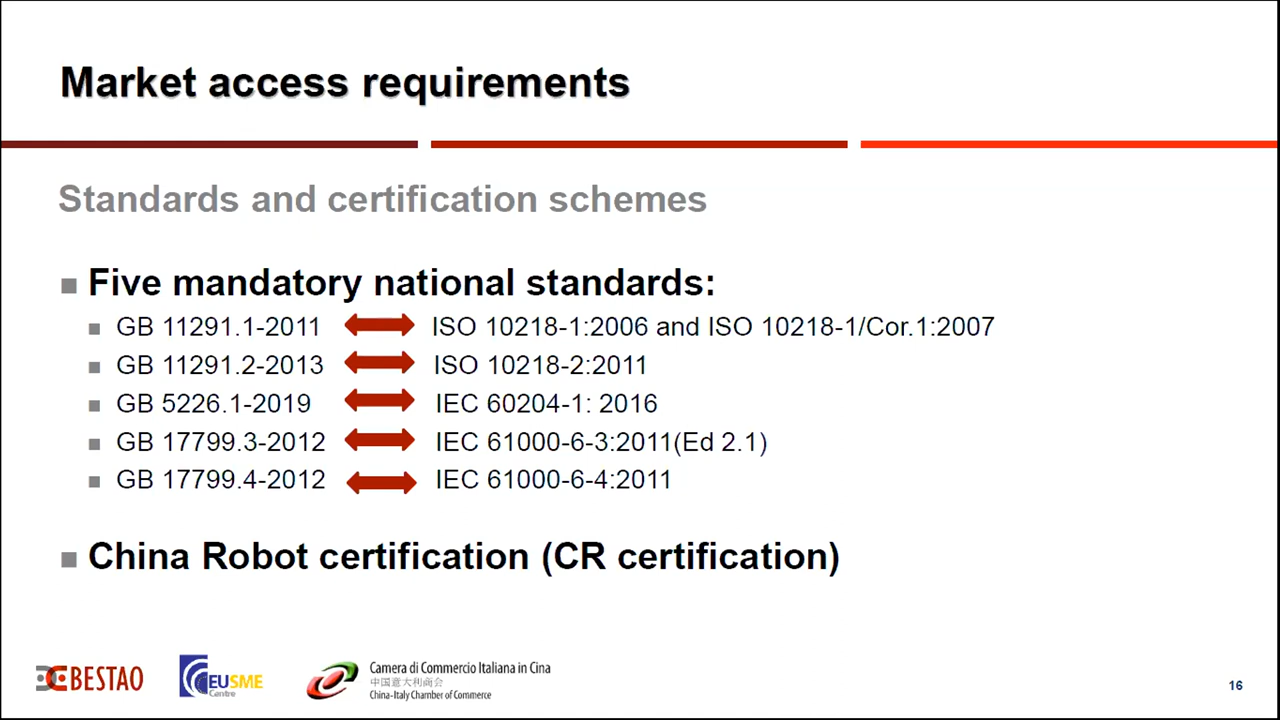 Market access requirements
Standards and certification schemes
Five mandatory national standards:
GB 11291.1-2011 ISO 10218-1:2006 and ISO 10218-1/Cor.1:2007
GB 11291.2-2013 ISO 10218-2:2011
GB 5226.1-2019 IEC 60204-1: 2016
GB 17799.3-2012 IEC 61000-6-3:2011(Ed 2.1)
GB 17799.4-2012 IEC 61000-6-4:2011
China Robot certification (CR certification)
BESTAO
EUSME
Centre
Camera di Commercio Italiana in Cina
中国意大利商会
China-Italy Chamber of Commerce
16